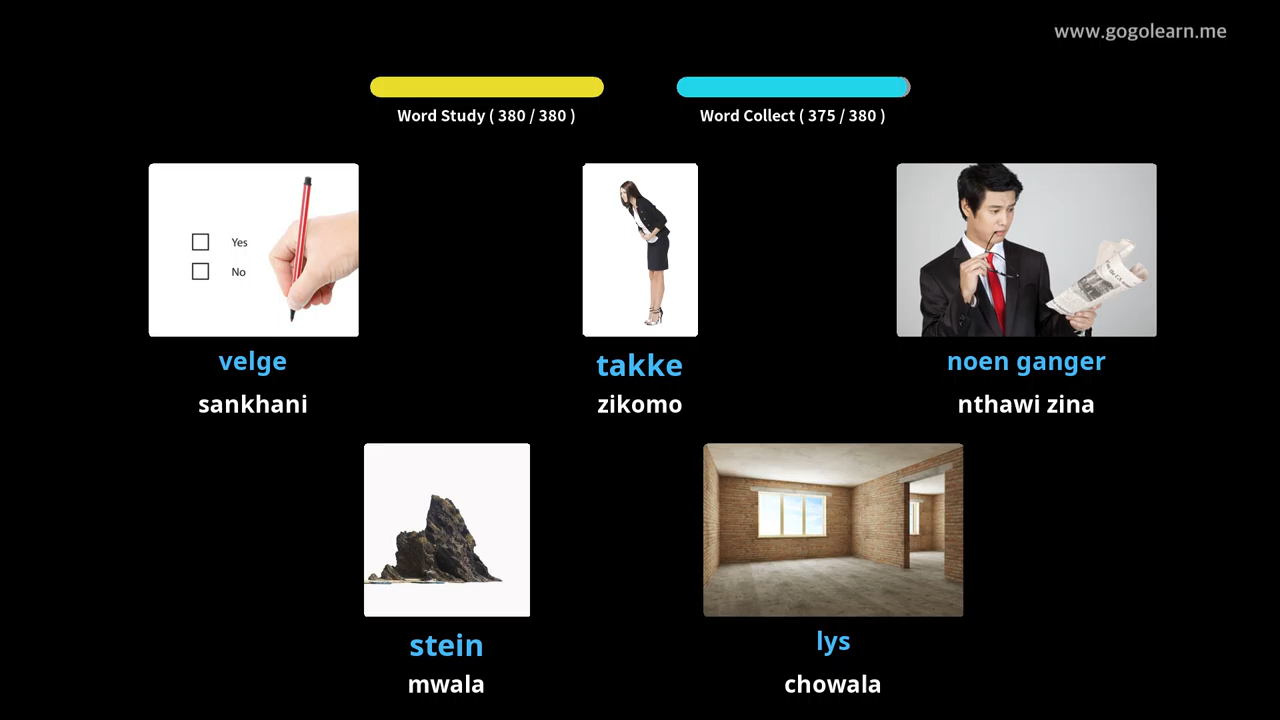 www.gogolearn.me
Word Study ( 380 / 380 )
Word Collect ( 375 / 380 )
Yes
No
velge
sankhani
takke
zikomo
noen ganger
nthawi zina
stein
mwala
lys
chowala